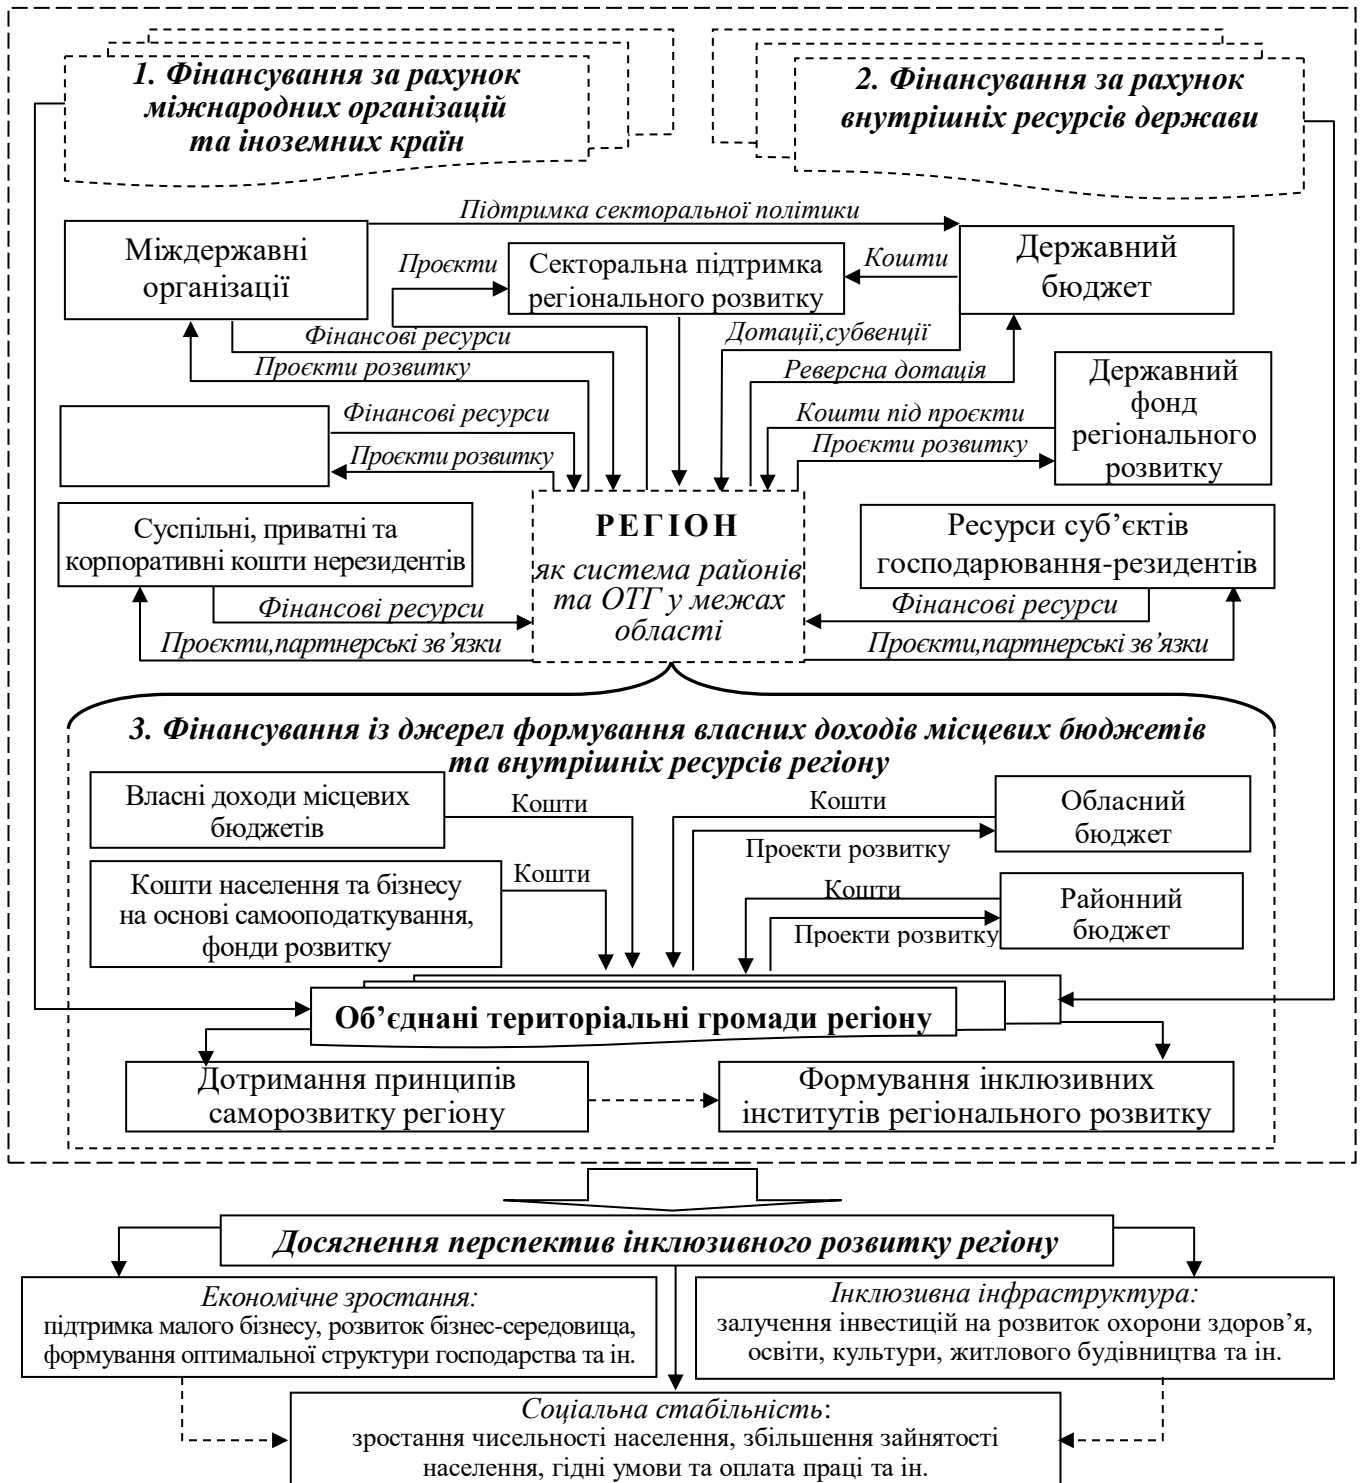 1. Фінансування за рахунок
міжнародних організацій
та іноземних країн
2. Фінансування за рахунок
внутрішніх ресурсів держави
Підтримка секторальної політики
Міждержавні
організації
Проєкти
Секторальна підтримка
регіонального розвитку
Кошти
Державний
бюджет
Фінансові ресурси
Проєкти розвитку
Дотації,субвенції
Реверсна дотація
Державний
фонд
регіонального
розвитку
Фінансові ресурси
Проєкти розвитку
Кошти під проєкти
Проєкти розвитку
Суспільні, приватні та
корпоративні кошти нерезидентів
РЕГІОН
як система районів
та ОТГ у межах
області
Ресурси суб’єктів
господарювання-резидентів
Фінансові ресурси
Проєкти,партнерські зв’язки
Фінансові ресурси
Проєкти,партнерські зв’язки
3. Фінансування із джерел формування власних доходів місцевих бюджетів
та внутрішніх ресурсів регіону
Власні доходи місцевих
бюджетів
Кошти
Кошти
Обласний
бюджет
Проекти розвитку
Кошти населення та бізнесу
на основі самооподаткування,
фонди розвитку
Кошти
Кошти
Районний
бюджет
Проекти розвитку
Об’єднані територіальні громади регіону
Дотримання принципів
саморозвитку регіону
Формування інклюзивних
інститутів регіонального розвитку
Досягнення перспектив інклюзивного розвитку регіону
Економічне зростання:
підтримка малого бізнесу, розвиток бізнес-середовища,
формування оптимальної структури господарства та ін.
Інклюзивна інфраструктура:
залучення інвестицій на розвиток охорони здоров’я,
освіти, культури, житлового будівництва та ін.
Соціальна стабільність:
зростання чисельності населення, збільшення зайнятості
населення, гідні умови та оплата праці та ін.